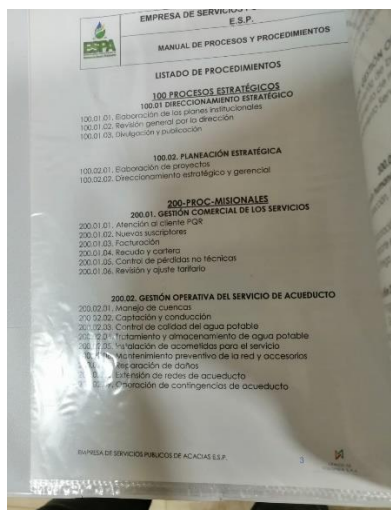 EMPRESA DE SERVICIOS
E.S.P.
ESPA
MANUAL DE PROCESOS Y PROCEDIMIENTOS
LISTADO DE PROCEDIMIENTOS
100 PROCESOS ESTRATÉGICOS
100.01 DIRECCIONAMIENTO ESTRATÉGICO
100.01.01. Elaboración de los planes institucionales
100.01.02. Revisión general por la dirección
100.01.03. Divulgación y publicación
100.02. PLANEACIÓN ESTRATÉGICA
100.02.01. Elaboración de proyectos
100.02.02. Direccionamiento estratégico y gerencial
200-PROC-MISIONALES
200.01. GESTIÓN COMERCIAL DE LOS SERVICIOS
200.01.01. Atención al cliente PQR
200.01.02. Nuevos suscriptores
200.01.03. Facturación
200.01.04. Recudo y cartera
200.01.05. Control de pérdidas no técnicas
200.01.06. Revisión y ajuste tarifario
200.02. GESTIÓN OPERATIVA DEL SERVICIO DE ACUEDUCTO
200.02.01. Manejo de cuencas
200.02.02. Captación y conducción
200.02.03. Control de calidad del agua potable
200.02.04. Tratamiento y almacenamiento de agua potable
200.02.05. Instalación de acometidas para el servicio
Mantenimiento preventivo de la red y accesorios
Reparación de daños
Extensión de redes de acueducto
Operación de contingencias de acueducto
EMPRESA DE SERVICIOS PUBLICOS DE ACACIAS E.S.P.
3